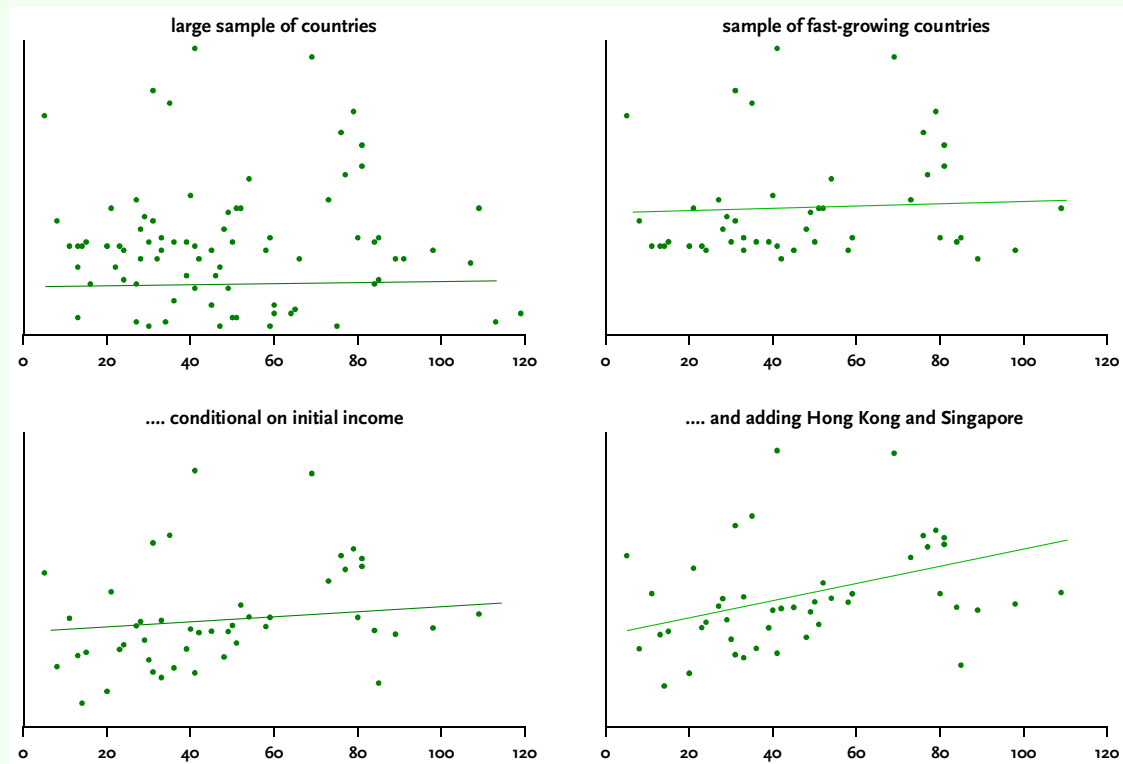 large sample of countries
sample of fast-growing countries
0 20 40 60 80 100 120
0 20 40 60 80 100 120
.... conditional on initial income
.... and adding Hong Kong and Singapore
0 20 40 60 80 100 120
0 20 40 60 80 100 120